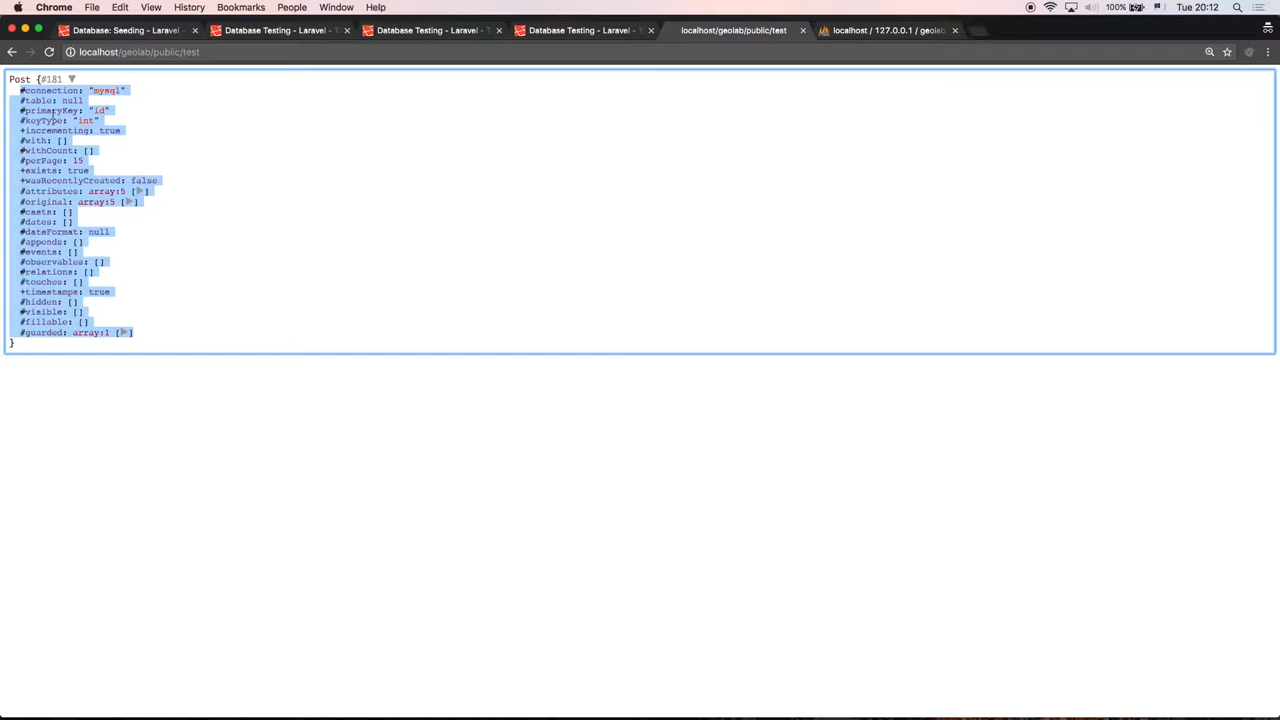 Chrome File Edit View History Bookmarks People Window Help 100% Tue 20:12
Database: Seeding - Laravel - Database Testing - Laravel - T Database Testing - Laravel - T Database Testing - Laravel - T localhost/geolab/public/test localhost / 127.0.0.1 / geolab
localhost/geolab/public/test
Post {#181 ▼
#connection: "mysql"
#table: null
#primaryKey: "id"
#keyType: "int"
+incrementing: true
#with: []
#withCount: []
#perPage: 15
+exists: true
+wasRecentlyCreated: false
#attributes: array:5 [▶]
#original: array:5 [▶]
#casts: []
#dates: []
#dateFormat: null
#appends: []
#events: []
#observables: []
#relations: []
#touches: []
+timestamps: true
#hidden: []
#visible: []
#fillable: []
#guarded: array:1 [▶]
}